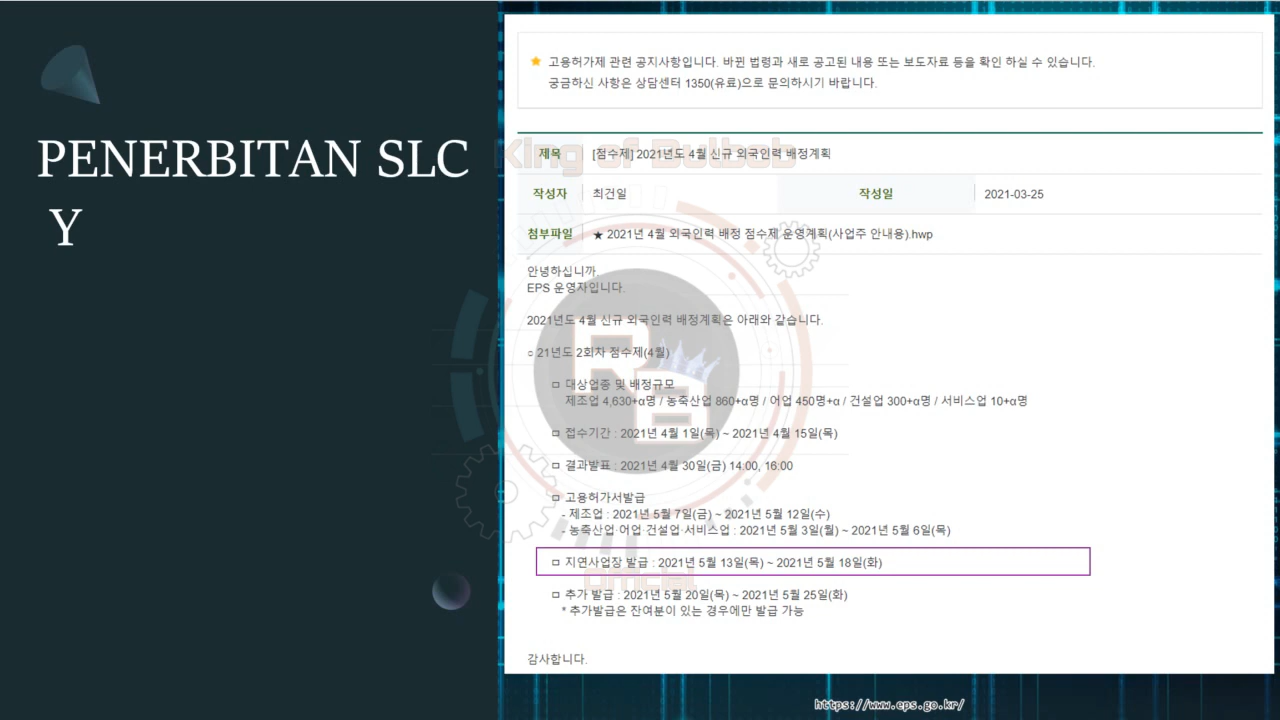 PENERBITAN SLC
Y
고용허가제 관련 공지사항입니다. 바뀐 법령과 새로 공고된 내용 또는 보도자료 등을 확인 하실 수 있습니다.
궁금하신 사항은 상담센터 1350(유료)으로 문의하시기 바랍니다.
King of Bulbob
제목 [점수제] 2021년도 4월 신규 외국인력 배정계획
작성자 최건일 작성일 2021-03-25
첨부파일 ★ 2021년 4월 외국인력 배정 점수제 운영계획(사업주 안내용).hwp
안녕하십니까.
EPS 운영자입니다.
2021년도 4월 신규 외국인력 배정계획은 아래와 같습니다.
○ 21년도 2회차 점수제(4월)
ㅁ 대상업종 및 배정규모
제조업 4,630+α명 / 농축산업 860+α명 / 어업 450명+α / 건설업 300+α명 / 서비스업 10+α명
ㅁ 접수기간 : 2021년 4월 1일(목) ~ 2021년 4월 15일(목)
ㅁ 결과발표 : 2021년 4월 30일(금) 14:00, 16:00
ㅁ 고용허가서발급
- 제조업 : 2021년 5월 7일(금) ~ 2021년 5월 12일(수)
- 농축산업·어업·건설업·서비스업 : 2021년 5월 3일(월) ~ 2021년 5월 6일(목)
ㅁ 지연사업장 발급 : 2021년 5월 13일(목) ~ 2021년 5월 18일(화)
Official
ㅁ 추가 발급 : 2021년 5월 20일(목) ~ 2021년 5월 25일(화)
* 추가발급은 잔여분이 있는 경우에만 발급 가능
감사합니다.
https://www.eps.go.kr/